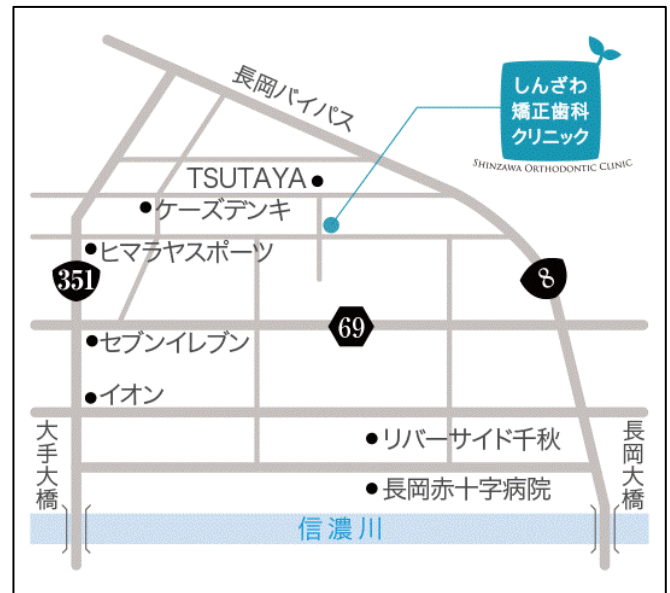 長岡バイパス
しんざわ
矯正歯科
クリニック
SHINZAWA ORTHODONTIC CLINIC
TSUTAYA
ケーズデンキ
ヒマラヤスポーツ
351
8
69
セブンイレブン
イオン
大手大橋
リバーサイド千秋
長岡大橋
長岡赤十字病院
信濃川